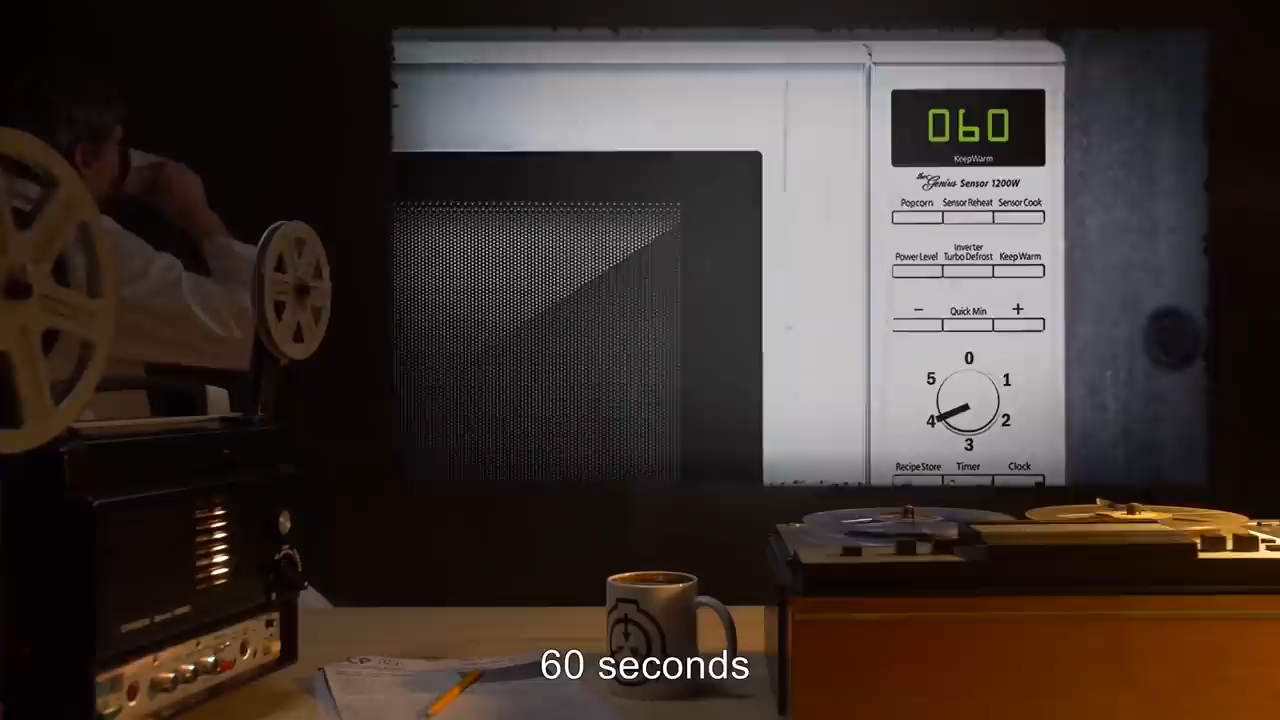 060
KeepWarm
the Genius Sensor 1200W
Popcorn Sensor Reheat Sensor Cook
Power Level Inverter Turbo Defrost Keep Warm
− Quick Min +
0
5 1
4 2
3
Recipe Store Timer Clock
60 seconds